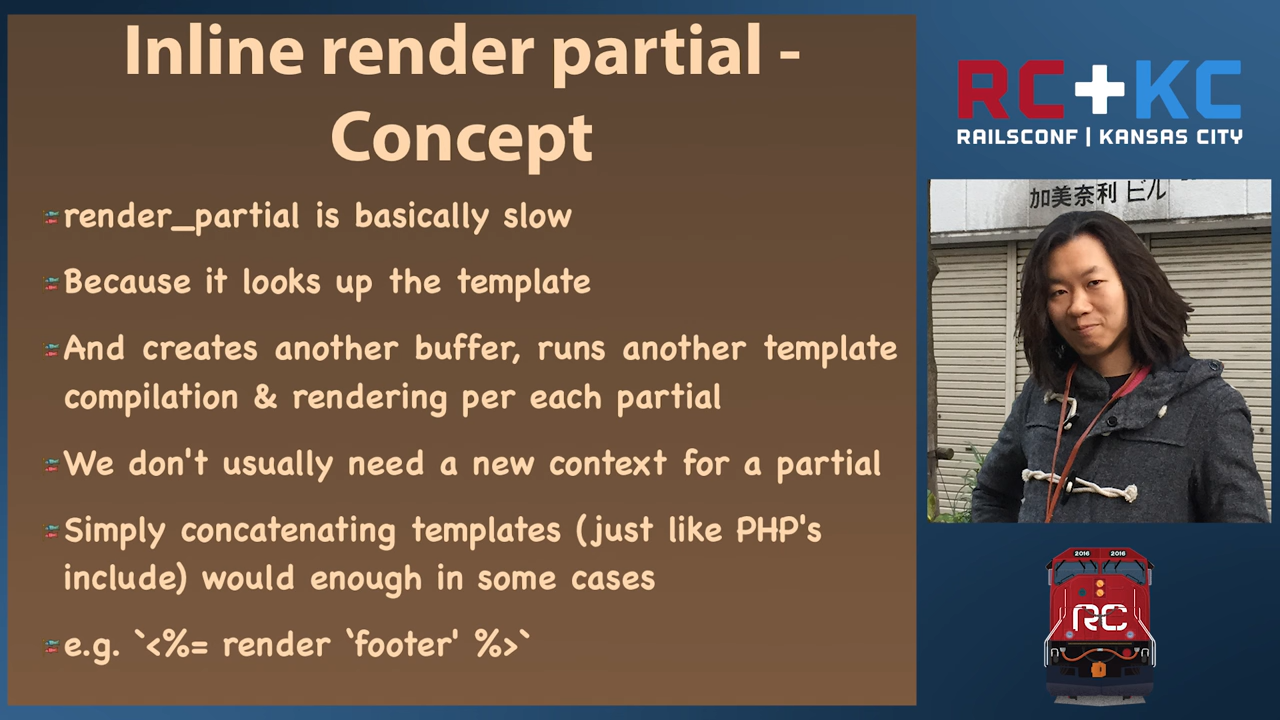 Inline render partial -
Concept
render_partial is basically slow
Because it looks up the template
And creates another buffer, runs another template
compilation & rendering per each partial
We don't usually need a new context for a partial
Simply concatenating templates (just like PHP's
include) would enough in some cases
e.g. `<%= render 'footer' %>`
RC+KC
RAILSCONF | KANSAS CITY
加美奈利 ビル
2016 2016
RC